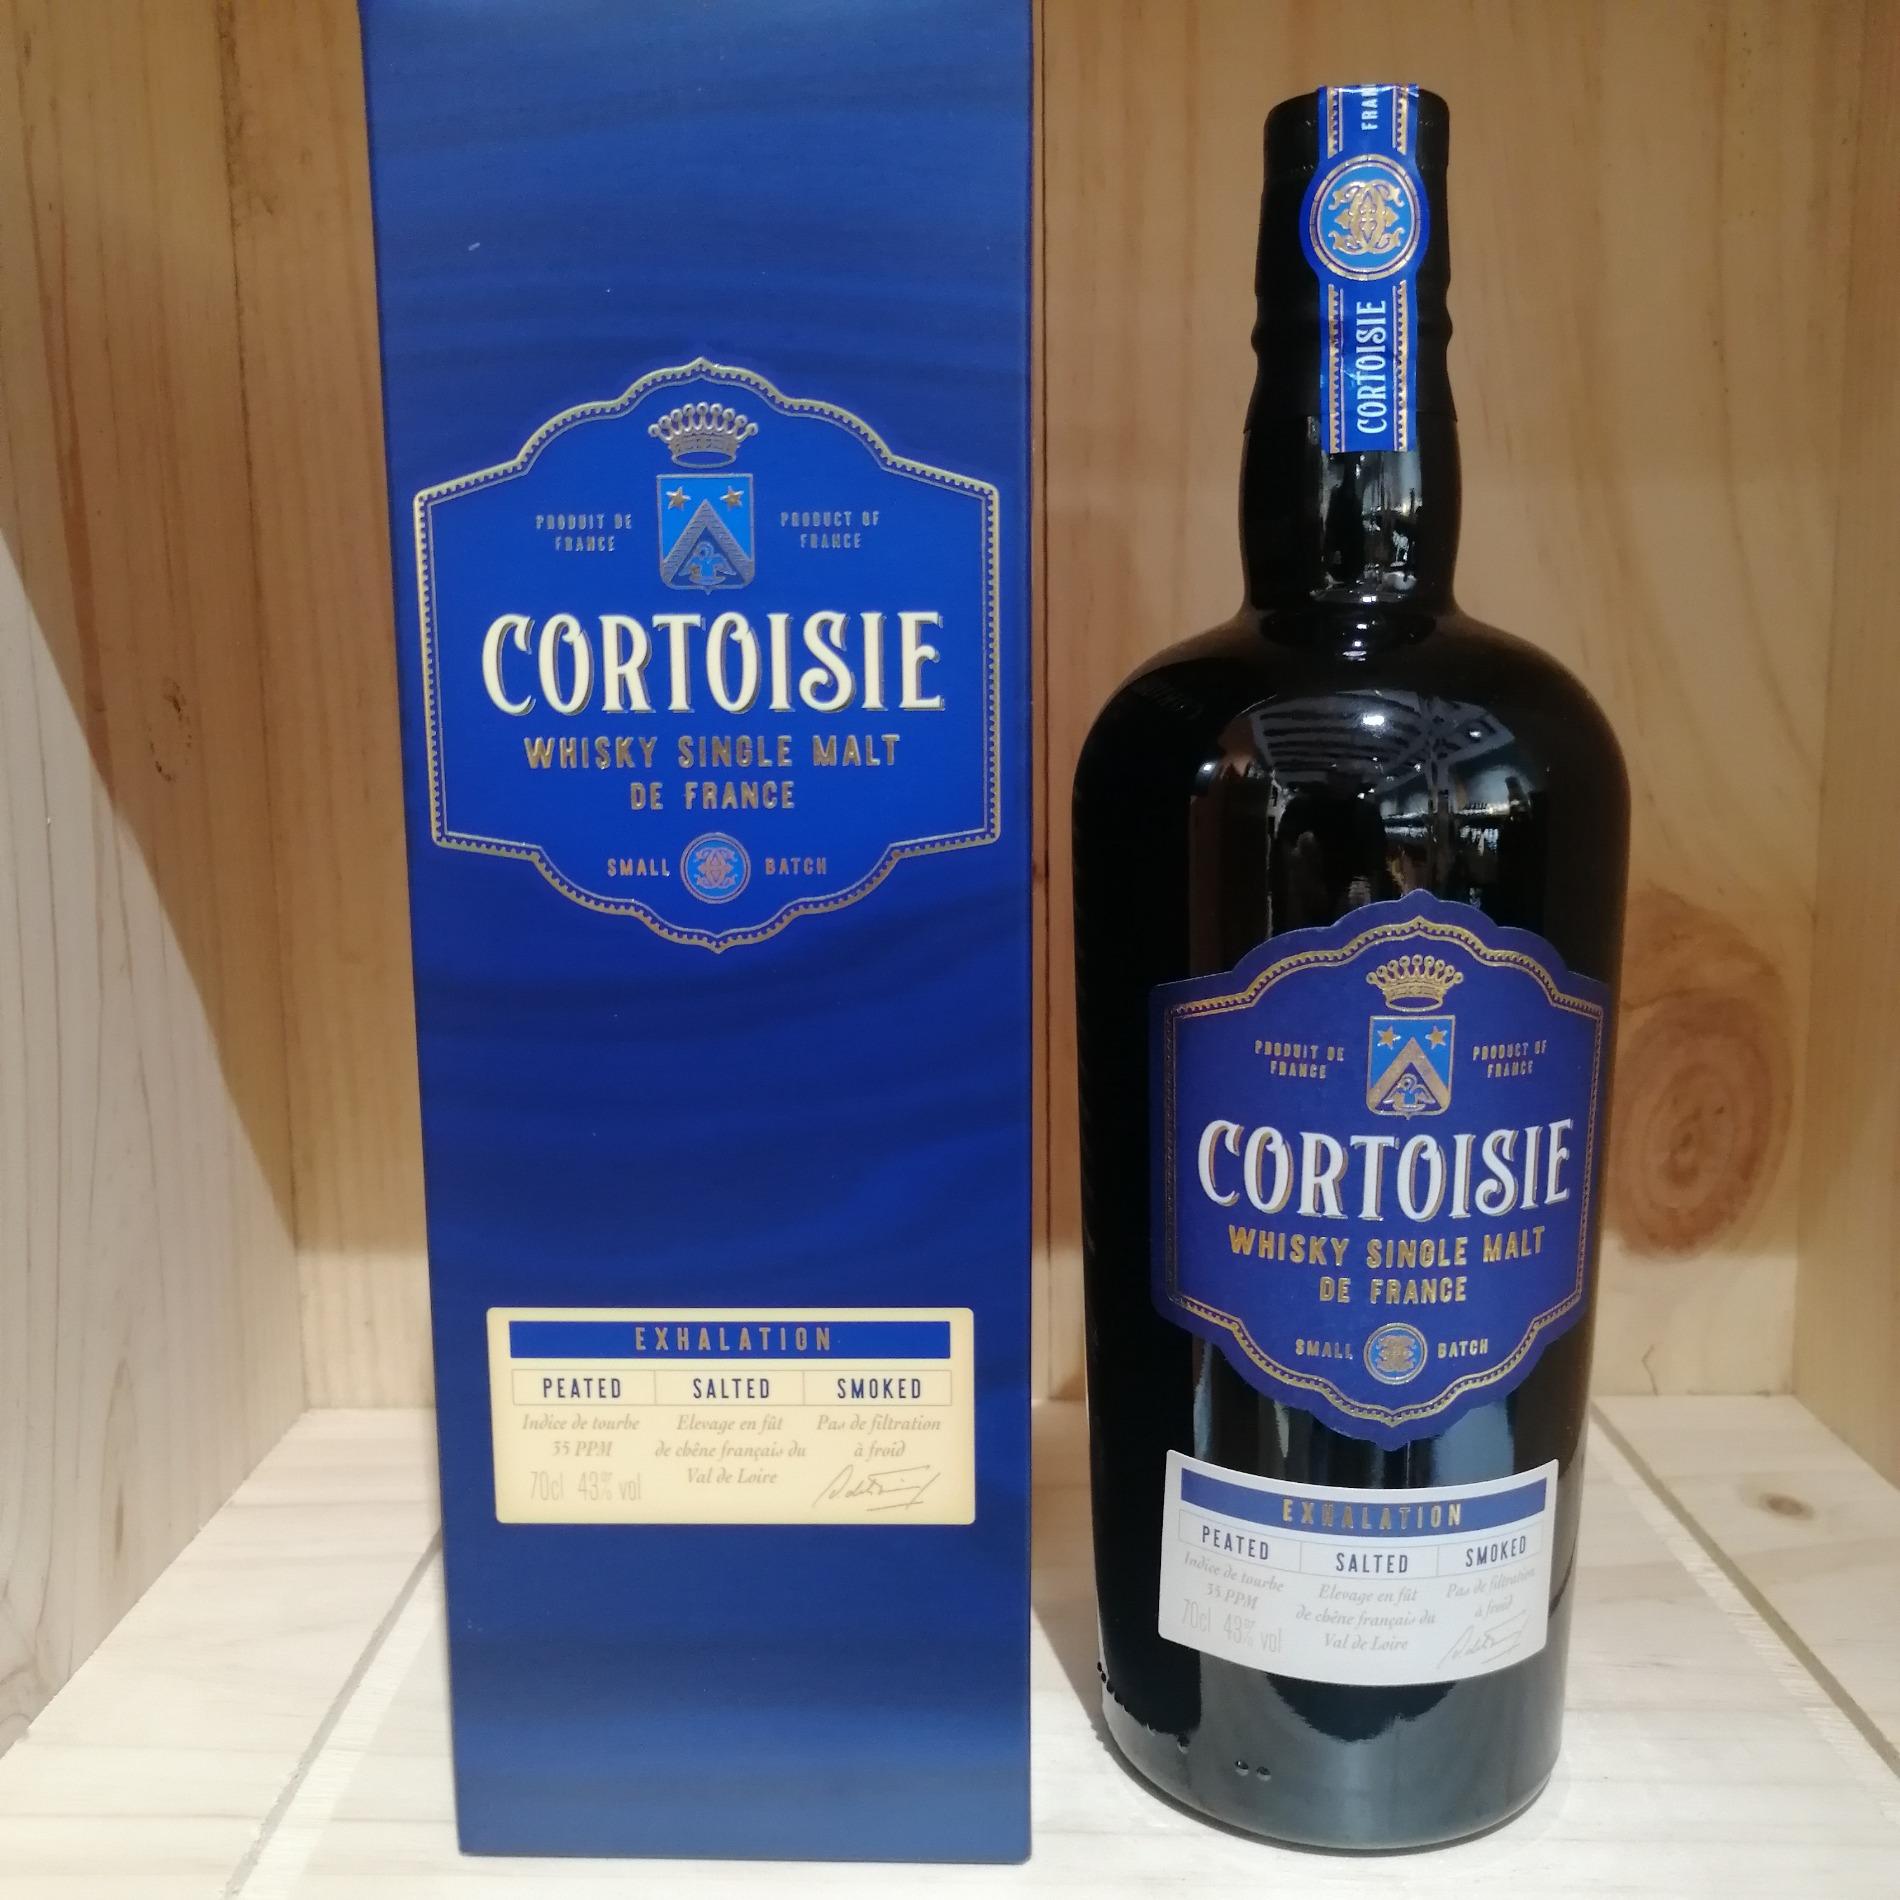 PRODUIT DE
FRANCE
PRODUCT OF
FRANCE
CORTOISIE
WHISKY SINGLE MALT
DE FRANCE
SMALL BATCH
EXHALATION
PEATED SALTED SMOKED
Indice de tourbe
35 PPM
70cl 43% vol
Elevage en fût
de chêne français du
Val de Loire
Pas de filtration
à froid
FRAN
CORTOISIE
PRODUIT DE
FRANCE
PRODUCT OF
FRANCE
CORTOISIE
WHISKY SINGLE MALT
DE FRANCE
SMALL BATCH
EXHALATION
PEATED SALTED SMOKED
Indice de tourbe
35 PPM
70cl 43% vol
Elevage en fût
de chêne français du
Val de Loire
Pas de filtration
à froid